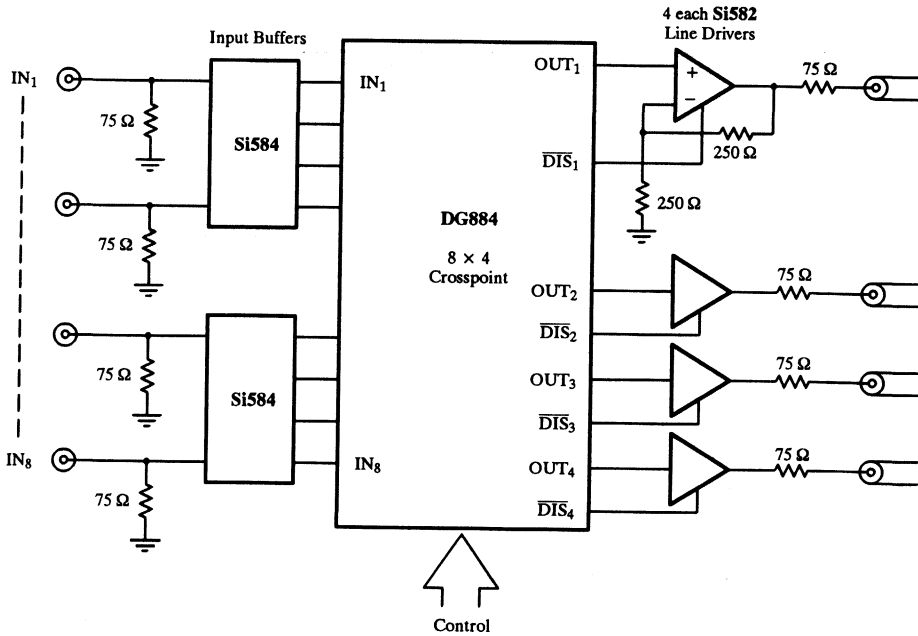 4 each Si582
Line Drivers
Input Buffers
IN1
75 Ω
Si584
75 Ω
75 Ω
Si584
IN8
75 Ω
IN1
IN8
DG884
8 × 4
Crosspoint
OUT1
DIS1
OUT2
DIS2
OUT3
DIS3
OUT4
DIS4
+
−
75 Ω
250 Ω
250 Ω
75 Ω
75 Ω
75 Ω
Control